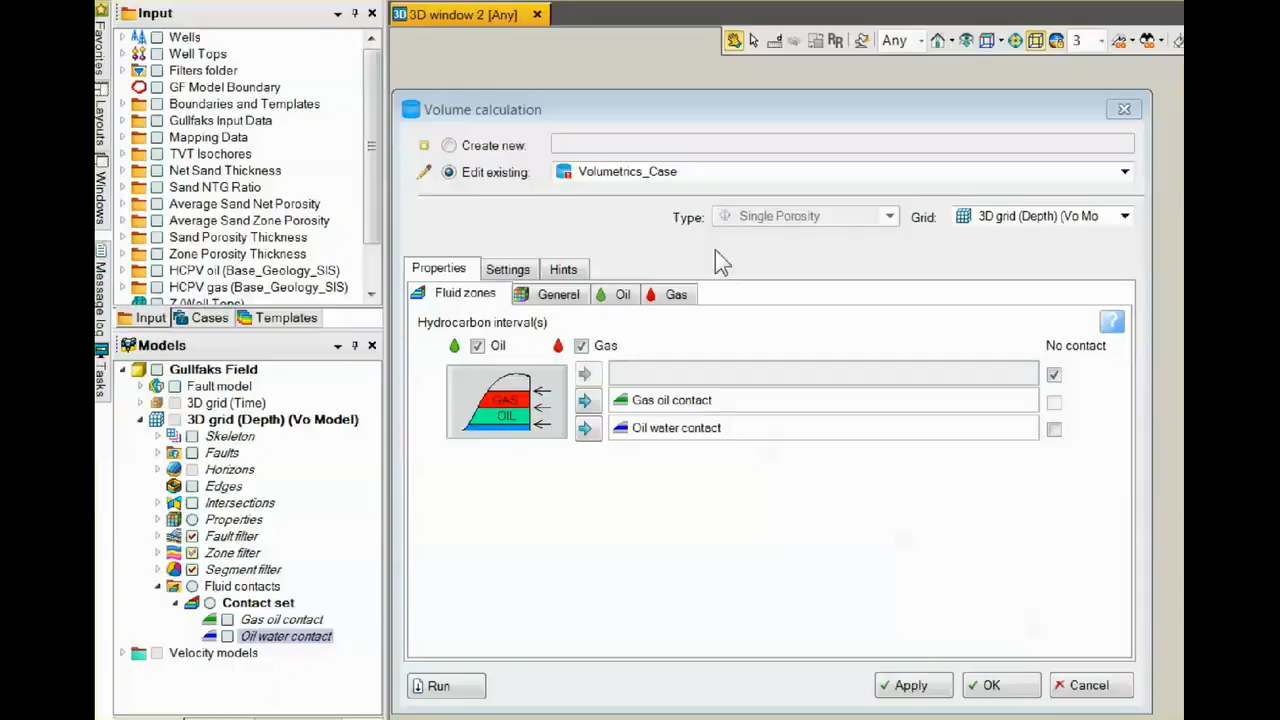 Input
3D window 2 [Any]
Favorites
Layouts
Windows
Message log
Tasks
Wells
Well Tops
Filters folder
GF Model Boundary
Boundaries and Templates
Gullfaks Input Data
Mapping Data
TVT Isochores
Net Sand Thickness
Sand NTG Ratio
Average Sand Net Porosity
Average Sand Zone Porosity
Sand Porosity Thickness
Zone Porosity Thickness
HCPV oil (Base_Geology_SIS)
HCPV gas (Base_Geology_SIS)
Z (Well Tops)
Input Cases Templates
Models
Gullfaks Field
Fault model
3D grid (Time)
3D grid (Depth) (Vo Model)
Skeleton
Faults
Horizons
Edges
Intersections
Properties
Fault filter
Zone filter
Segment filter
Fluid contacts
Contact set
Gas oil contact
Oil water contact
Velocity models
Any 3
Volume calculation
Create new:
Edit existing: Volumetrics_Case
Type: Single Porosity Grid: 3D grid (Depth) (Vo Mo
Properties Settings Hints
Fluid zones General Oil Gas
Hydrocarbon interval(s)
?
Oil Gas No contact
GAS
OIL
Gas oil contact
Oil water contact
Run Apply OK Cancel